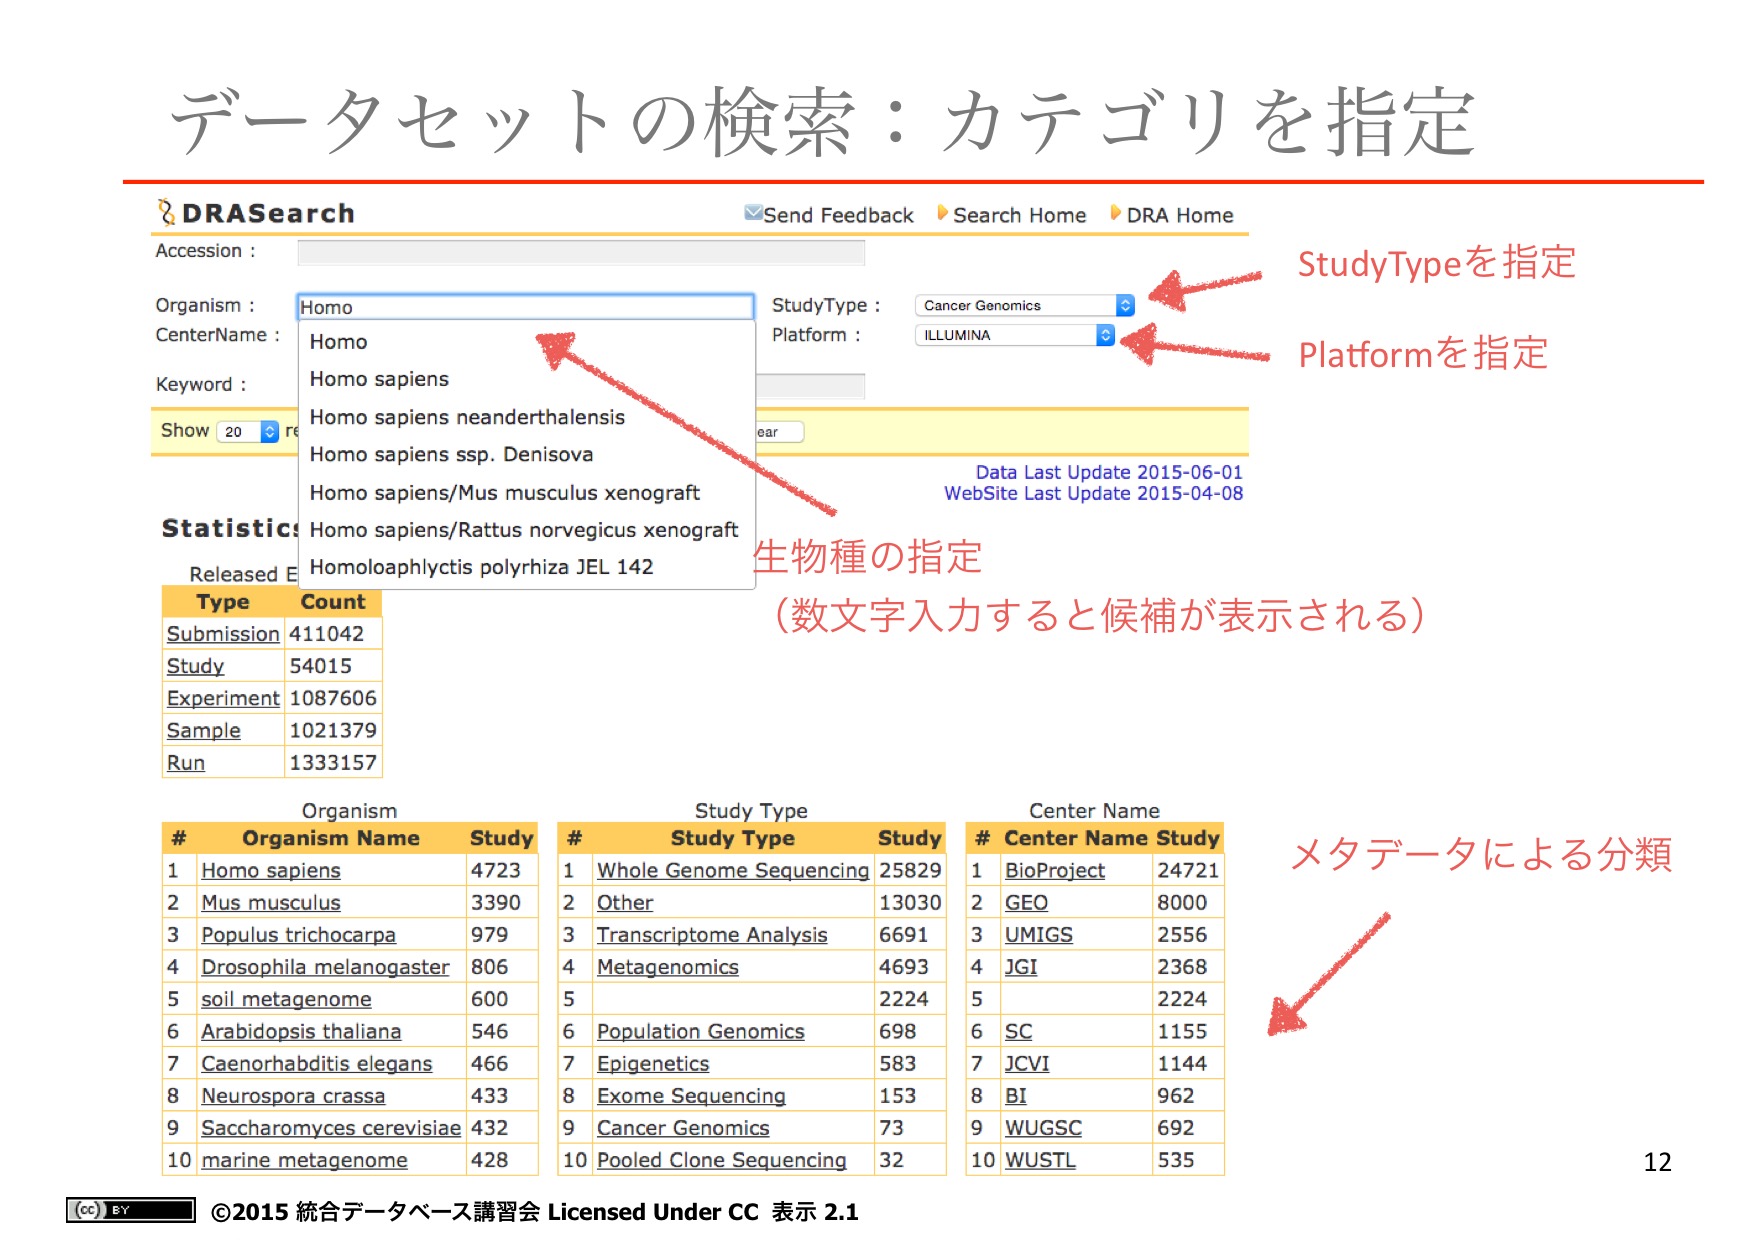 データセットの検索：カテゴリを指定
DRASearch
Send Feedback Search Home DRA Home
Accession :
StudyTypeを指定
Organism : Homo StudyType : Cancer Genomics
CenterName : Platform : ILLUMINA
Platformを指定
Homo
Homo sapiens
Keyword :
Homo sapiens neanderthalensis
Show 20 re ear
Homo sapiens ssp. Denisova
Data Last Update 2015-06-01
Homo sapiens/Mus musculus xenograft
WebSite Last Update 2015-04-08
Statistics
Homo sapiens/Rattus norvegicus xenograft
生物種の指定
Homoloaphlyctis polyrhiza JEL 142
（数文字入力すると候補が表示される）
Released E
Type Count
Submission 411042
Study 54015
Experiment 1087606
Sample 1021379
Run 1333157
Organism Study Type Center Name
# Organism Name Study # Study Type Study # Center Name Study
メタデータによる分類
1 Homo sapiens 4723 1 Whole Genome Sequencing 25829 1 BioProject 24721
2 Mus musculus 3390 2 Other 13030 2 GEO 8000
3 Populus trichocarpa 979 3 Transcriptome Analysis 6691 3 UMIGS 2556
4 Drosophila melanogaster 806 4 Metagenomics 4693 4 JGI 2368
5 soil metagenome 600 5 2224 5 2224
6 Arabidopsis thaliana 546 6 Population Genomics 698 6 SC 1155
7 Caenorhabditis elegans 466 7 Epigenetics 583 7 JCVI 1144
8 Neurospora crassa 433 8 Exome Sequencing 153 8 BI 962
9 Saccharomyces cerevisiae 432 9 Cancer Genomics 73 9 WUGSC 692
10 marine metagenome 428 10 Pooled Clone Sequencing 32 10 WUSTL 535
12
(cc) BY ©2015 統合データベース講習会 Licensed Under CC 表示 2.1